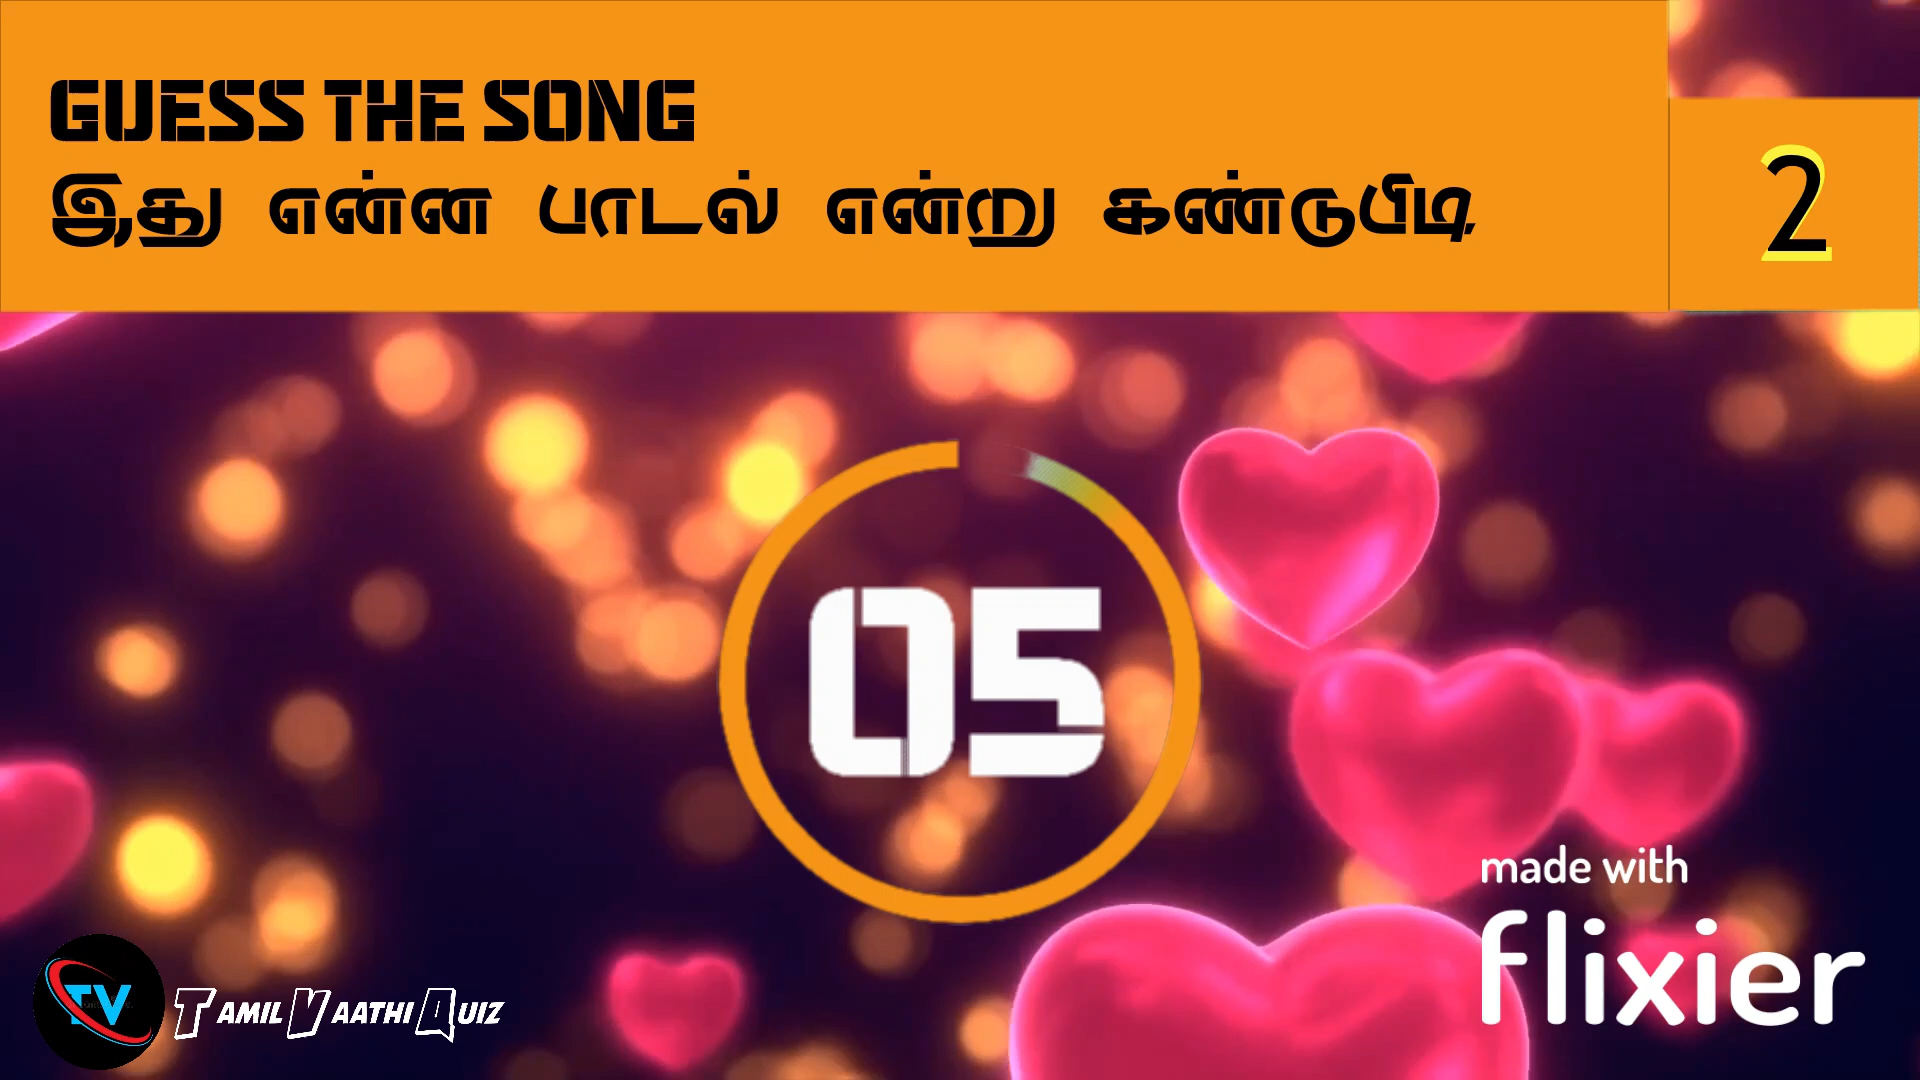 GUESS THE SONG
இது என்ன பாடல் என்று கண்டுபிடி
2
05
made with
flixier
TV
TAMIL VAATHI QUIZ